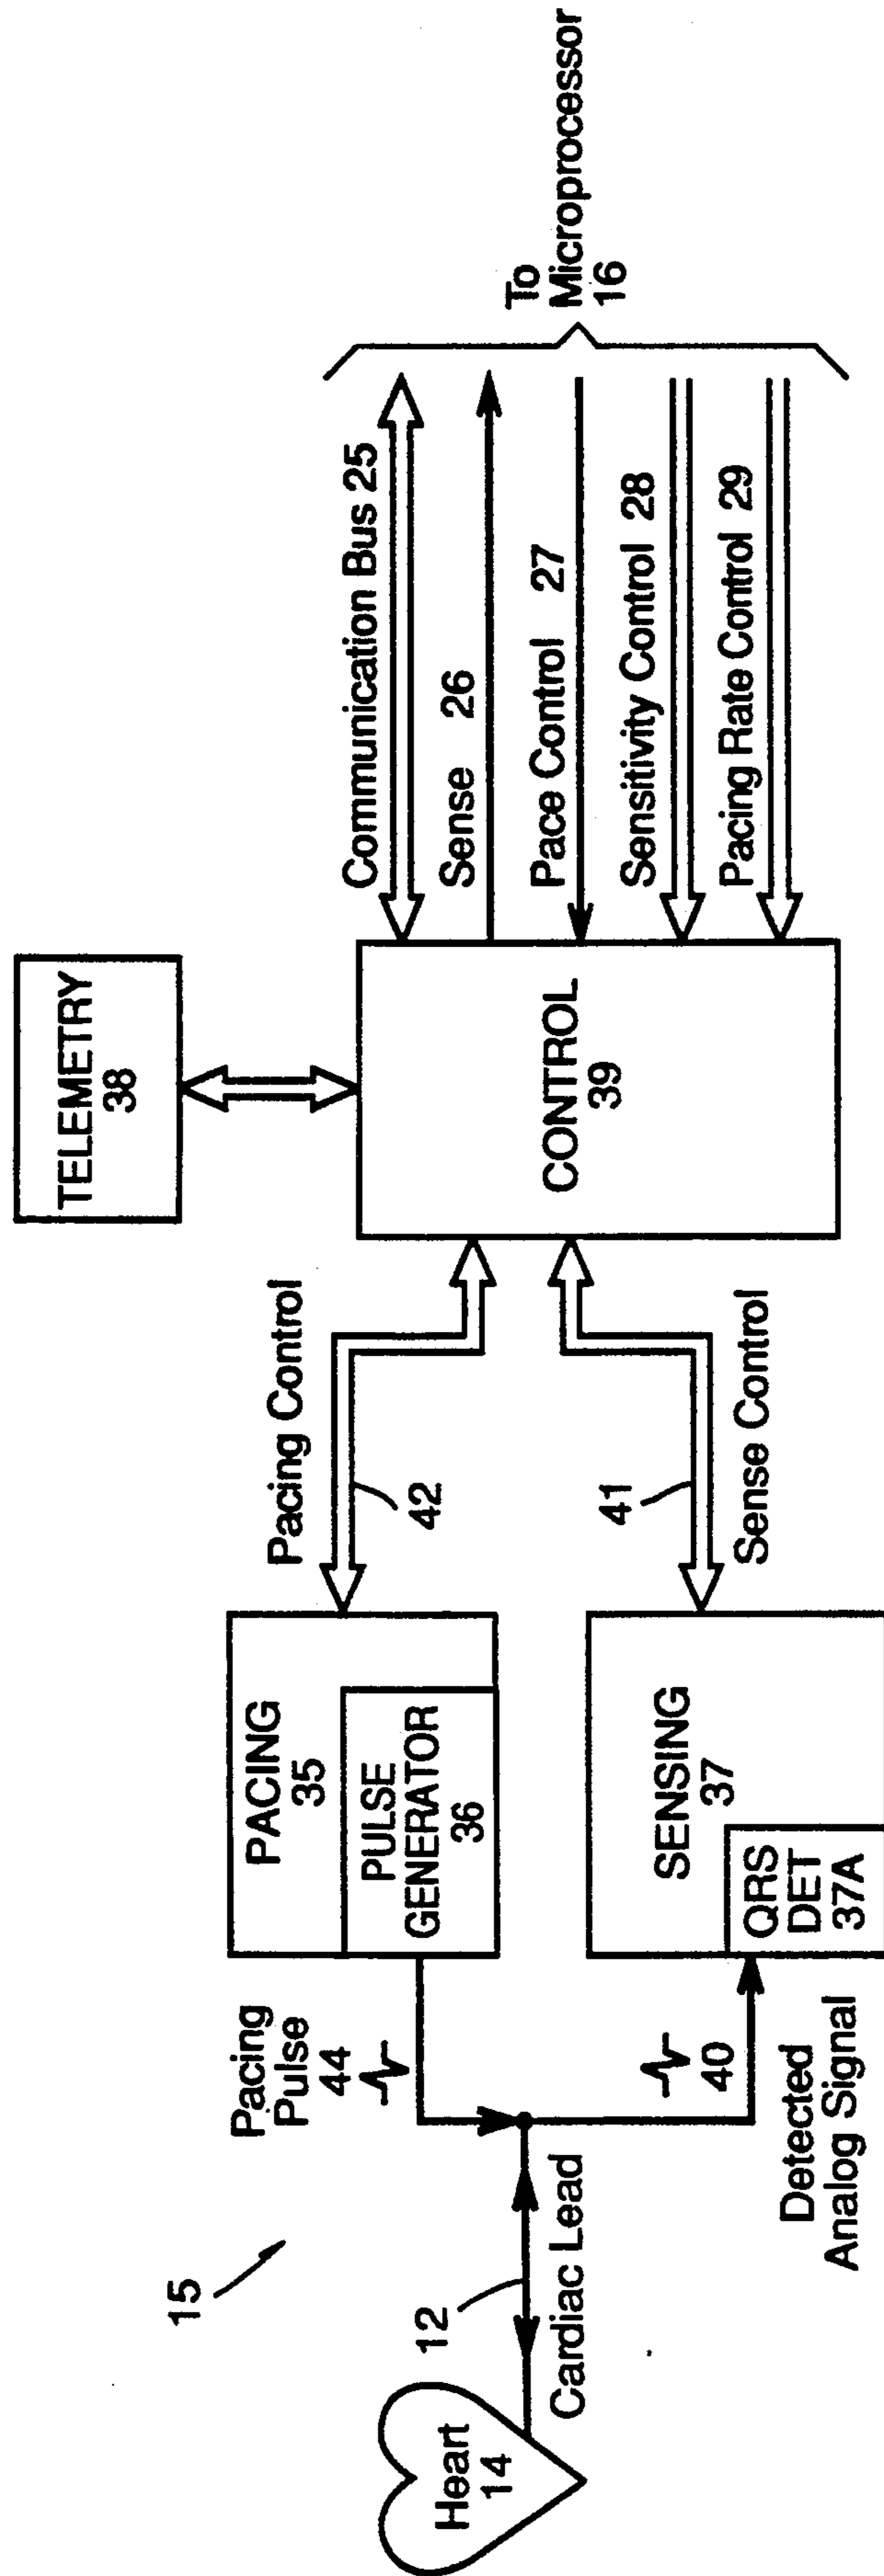 15
Heart
14
12
Cardiac Lead
Pacing
Pulse
44
40
Detected
Analog Signal
PACING
35
PULSE
GENERATOR
36
SENSING
37
QRS
DET
37A
Pacing Control
42
41
Sense Control
TELEMETRY
38
CONTROL
39
Communication Bus 25
Sense 26
Pace Control 27
Sensitivity Control 28
Pacing Rate Control 29
To
Microprocessor
16